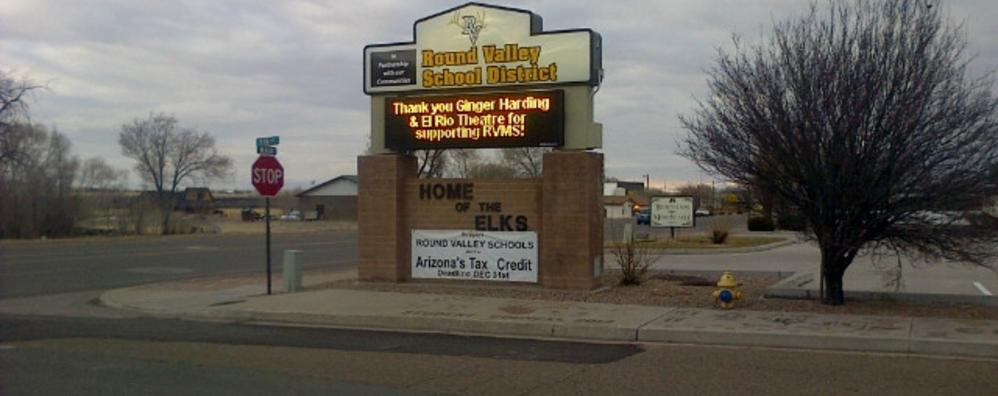 RV
In
Partnership
with our
Communities
Round Valley
School District
Thank you Ginger Harding
& El Rio Theatre for
supporting RVMS!
HOME
OF THE
ELKS
STOP
ROUND VALLEY SCHOOLS
Arizona's Tax Credit
Deadline DEC 31st